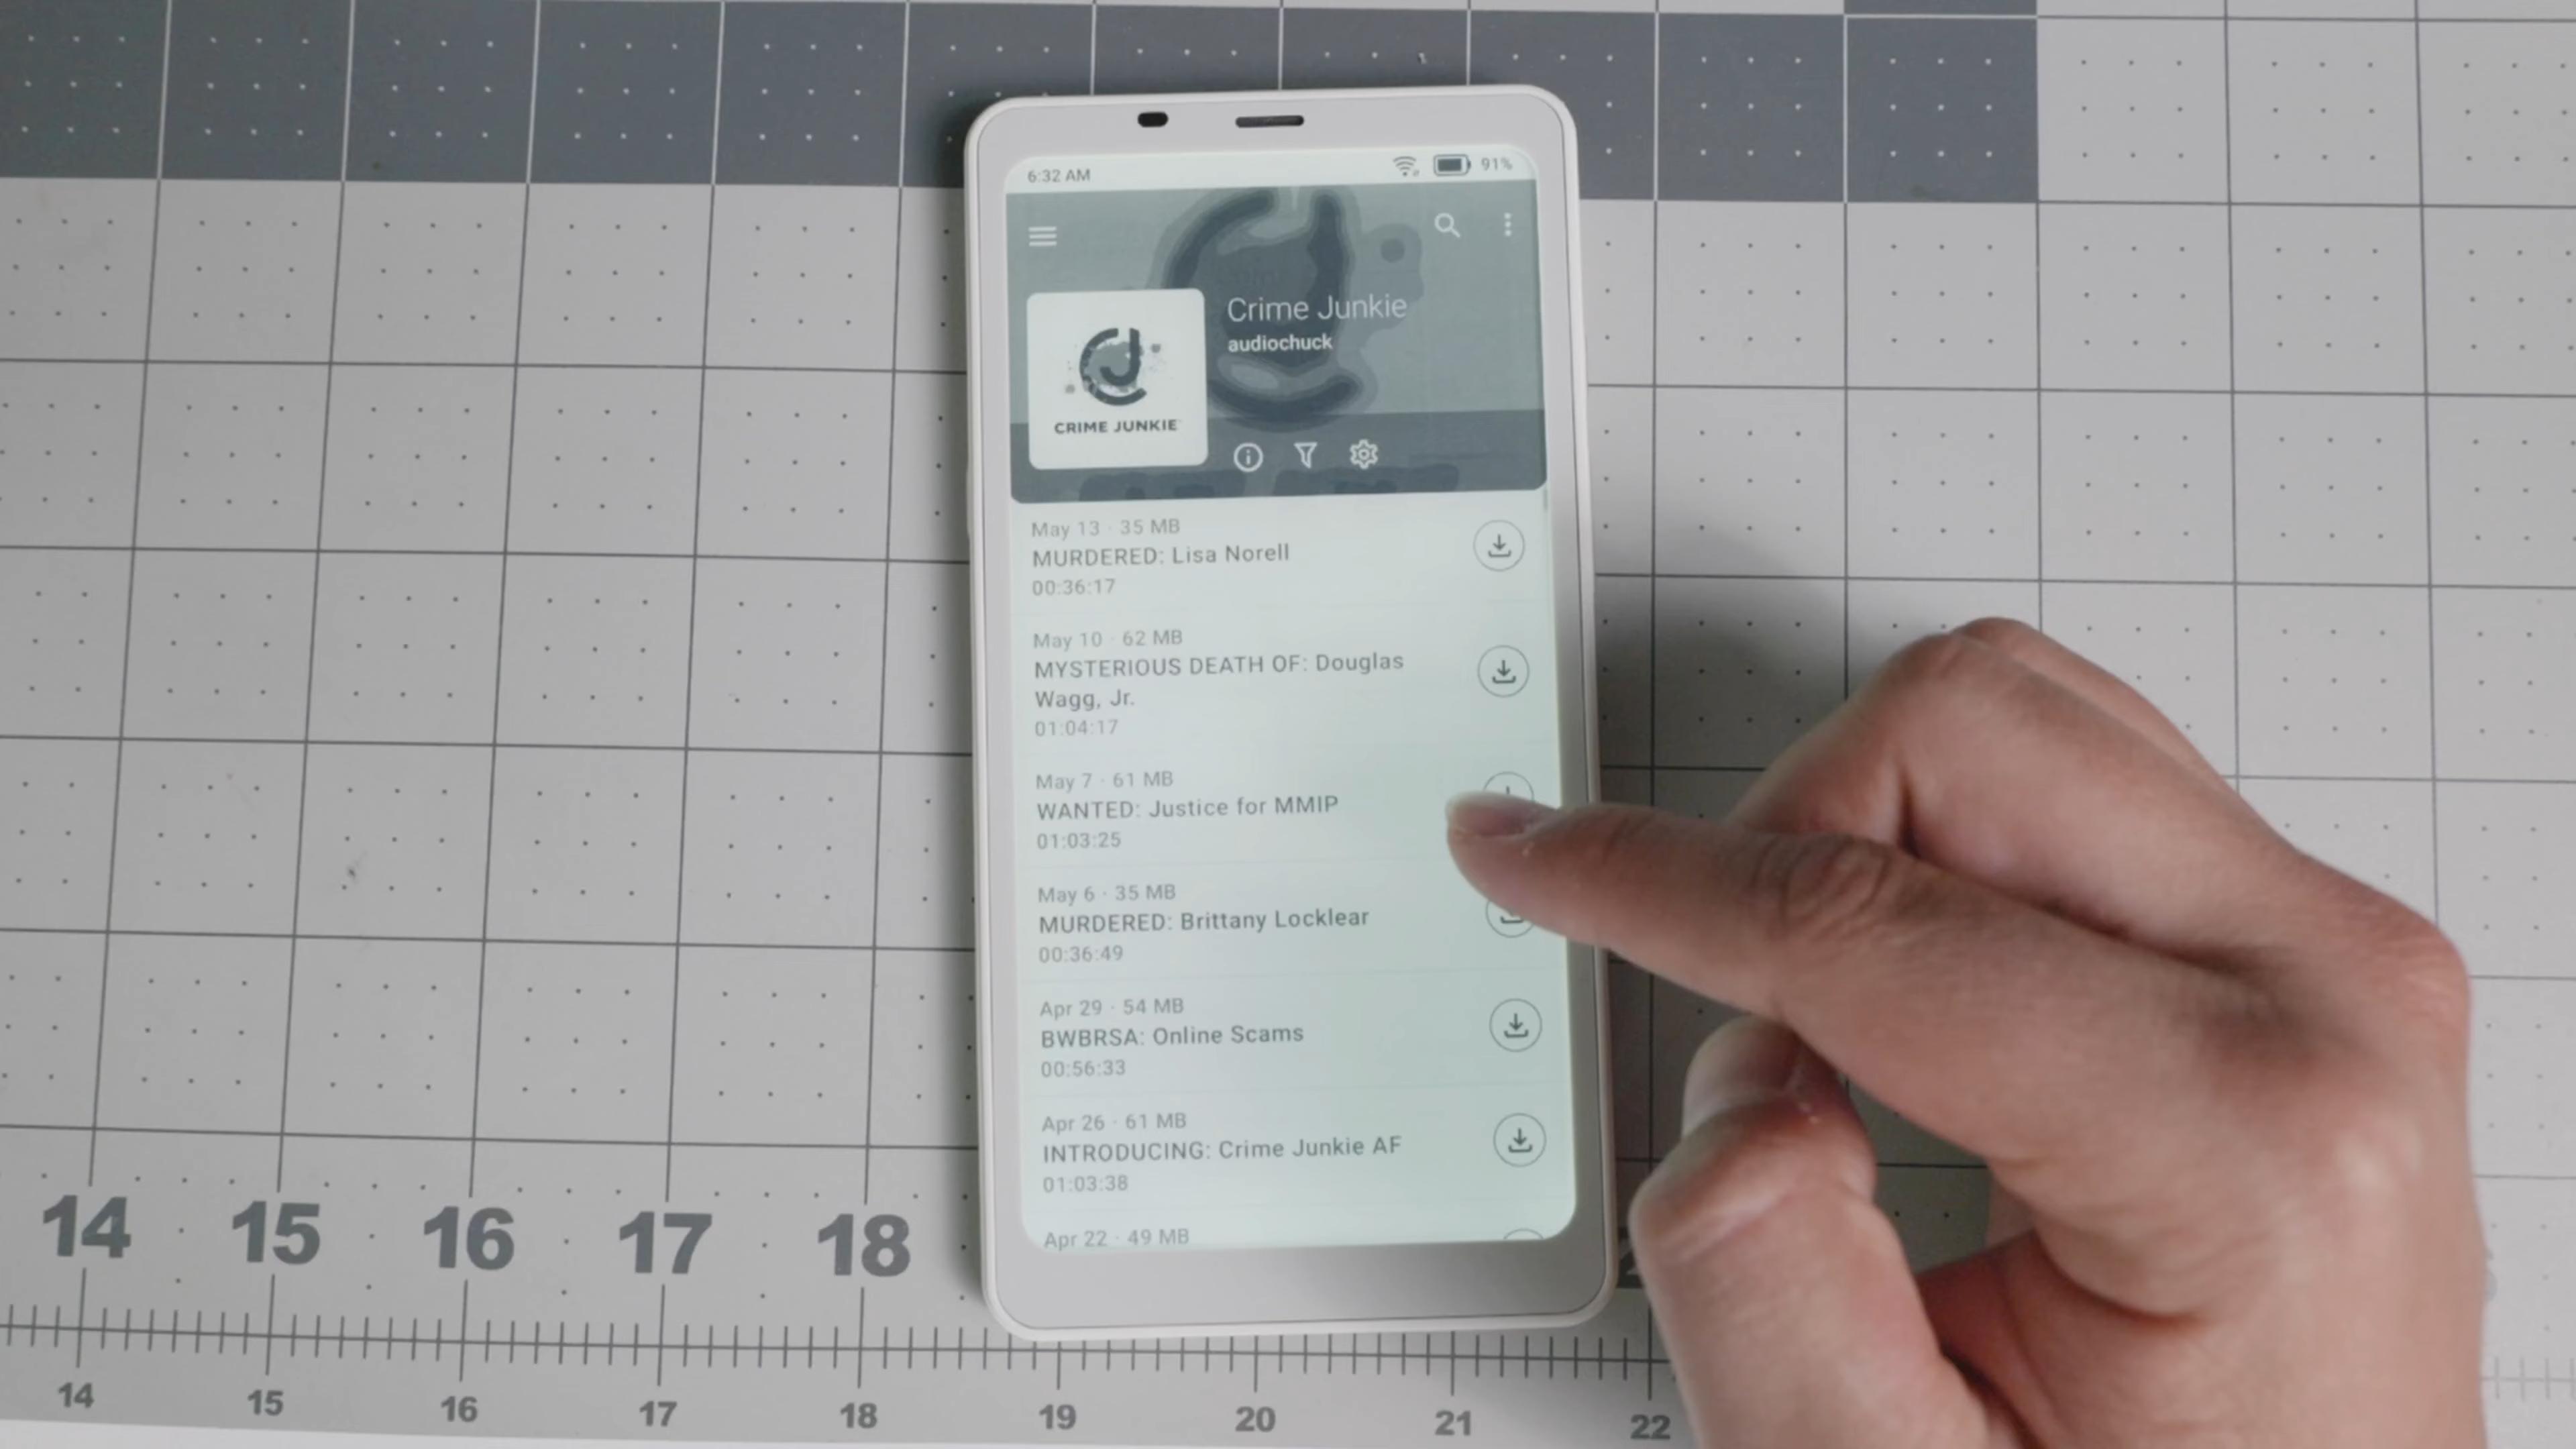 6:32 AM
91%
Crime Junkie
audiochuck
CRIME JUNKIE
May 13 · 35 MB
MURDERED: Lisa Norell
00:36:17
May 10 · 62 MB
MYSTERIOUS DEATH OF: Douglas
Wagg, Jr.
01:04:17
May 7 · 61 MB
WANTED: Justice for MMIP
01:03:25
May 6 · 35 MB
MURDERED: Brittany Locklear
00:36:49
Apr 29 · 54 MB
BWBRSA: Online Scams
00:56:33
Apr 26 · 61 MB
INTRODUCING: Crime Junkie AF
01:03:38
Apr 22 · 49 MB
14 15 16 17 18
14 15 16 17 18 19 20 21 22